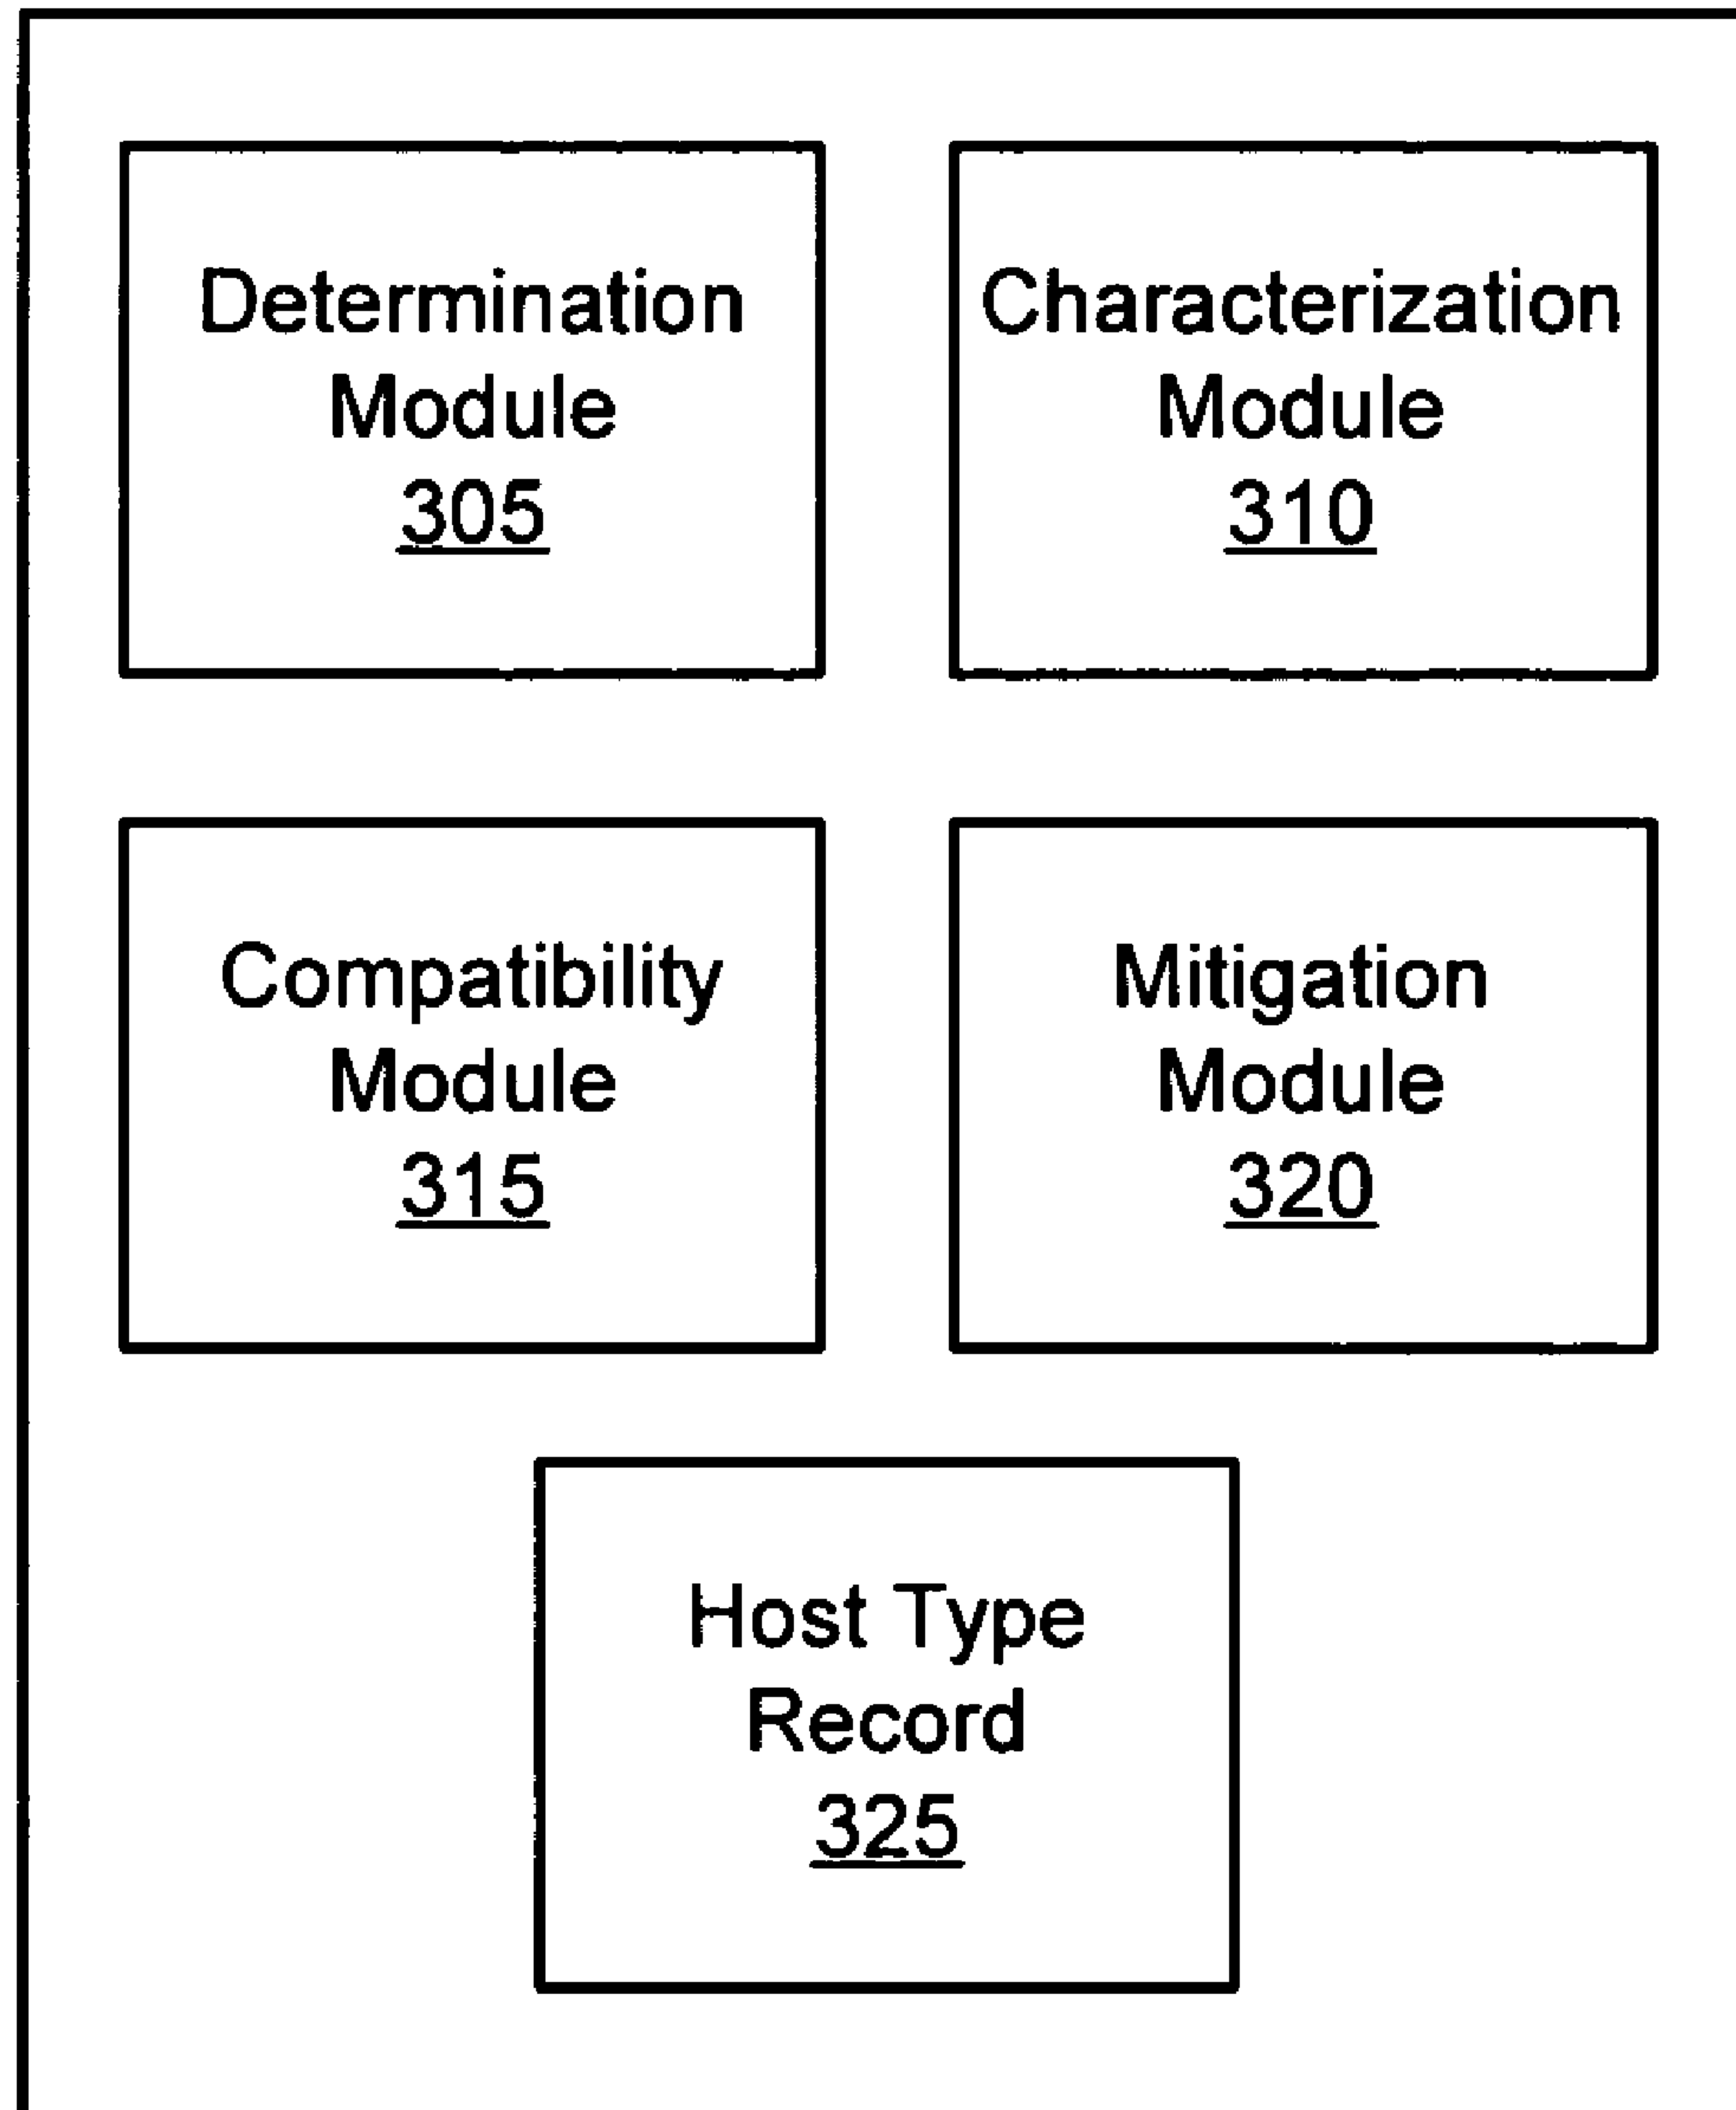 Determination
Module
305
Characterization
Module
310
Compatibility
Module
315
Mitigation
Module
320
Host Type
Record
325